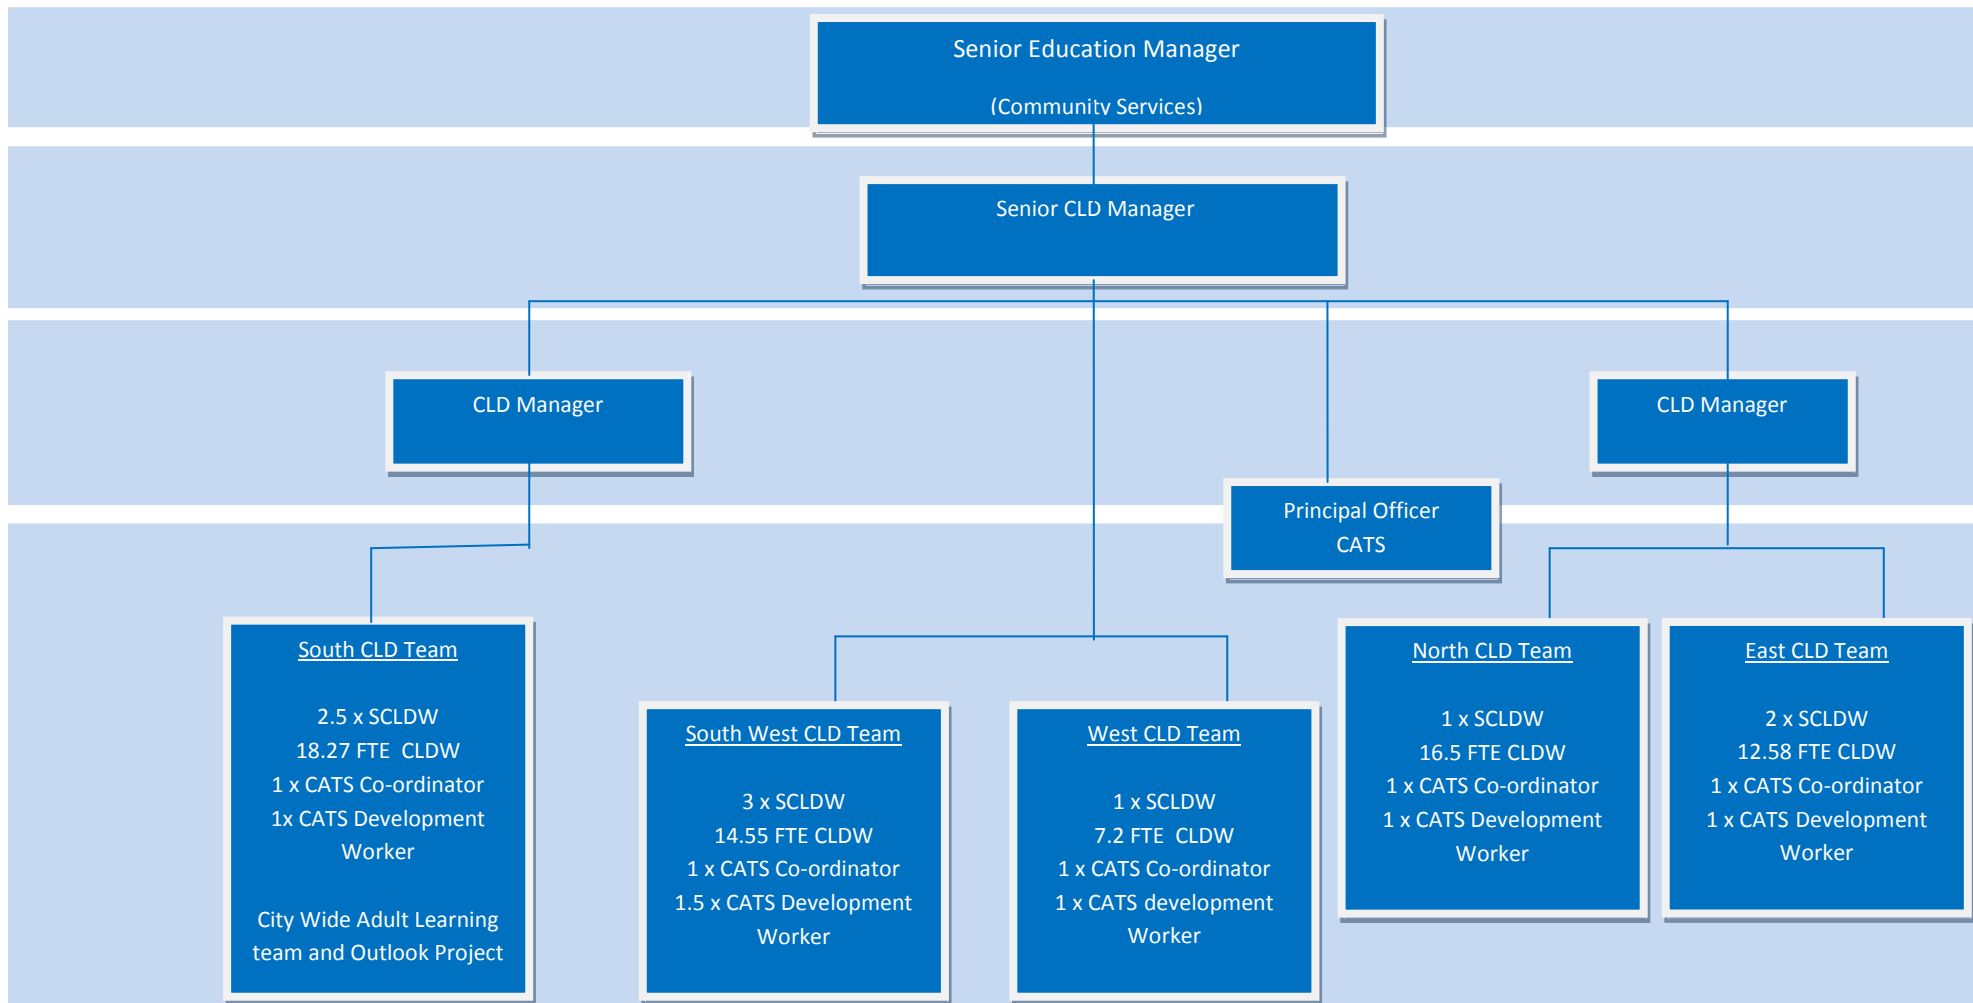 Senior Education Manager
(Community Services)
Senior CLD Manager
CLD Manager
CLD Manager
Principal Officer
CATS
South CLD Team
2.5 x SCLDW
18.27 FTE  CLDW
1 x CATS Co-ordinator
1x CATS Development
Worker
City Wide Adult Learning
team and Outlook Project
South West CLD Team
3 x SCLDW
14.55 FTE CLDW
1 x CATS Co-ordinator
1.5 x CATS Development
Worker
West CLD Team
1 x SCLDW
7.2 FTE  CLDW
1 x CATS Co-ordinator
1 x CATS development
Worker
North CLD Team
1 x SCLDW
16.5 FTE CLDW
1 x CATS Co-ordinator
1 x CATS Development
Worker
East CLD Team
2 x SCLDW
12.58 FTE CLDW
1 x CATS Co-ordinator
1 x CATS Development
Worker